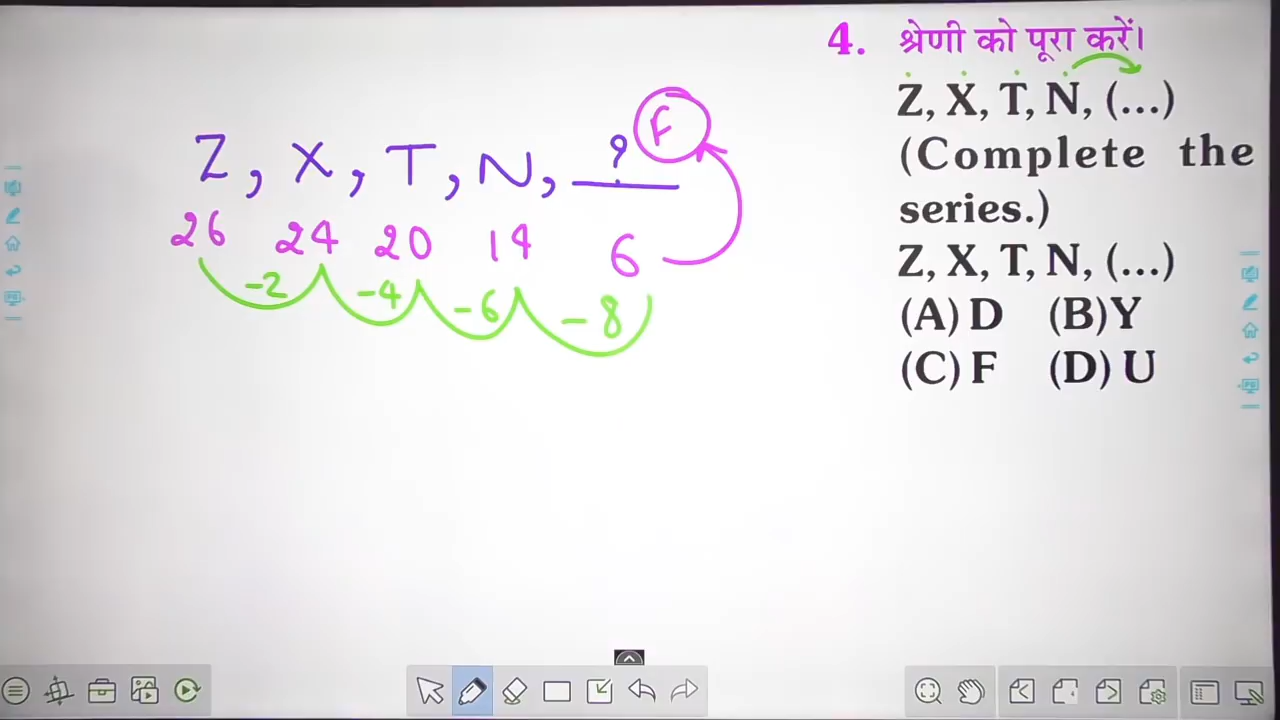 4. श्रेणी को पूरा करें।
Z, X, T, N, (...)
(Complete the
series.)
Z, X, T, N, (...)
(A) D (B) Y
(C) F (D) U
Z, X, T, N, ? F
26 24 20 14 6
-2 -4 -6 -8